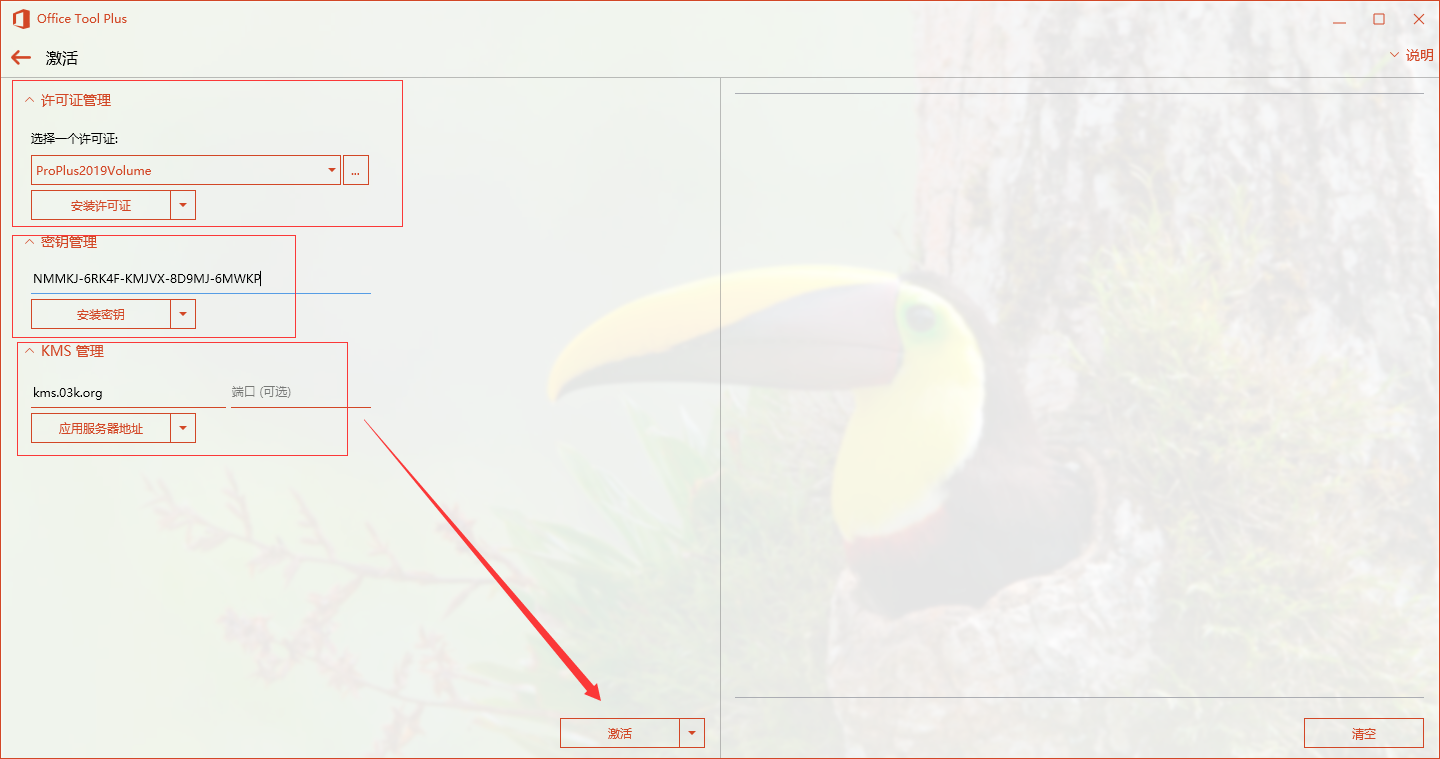 Office Tool Plus
激活
说明
许可证管理
选择一个许可证:
ProPlus2019Volume
...
安装许可证
密钥管理
NMMKJ-6RK4F-KMJVX-8D9MJ-6MWKP
安装密钥
KMS 管理
kms.03k.org 端口 (可选)
应用服务器地址
激活
清空